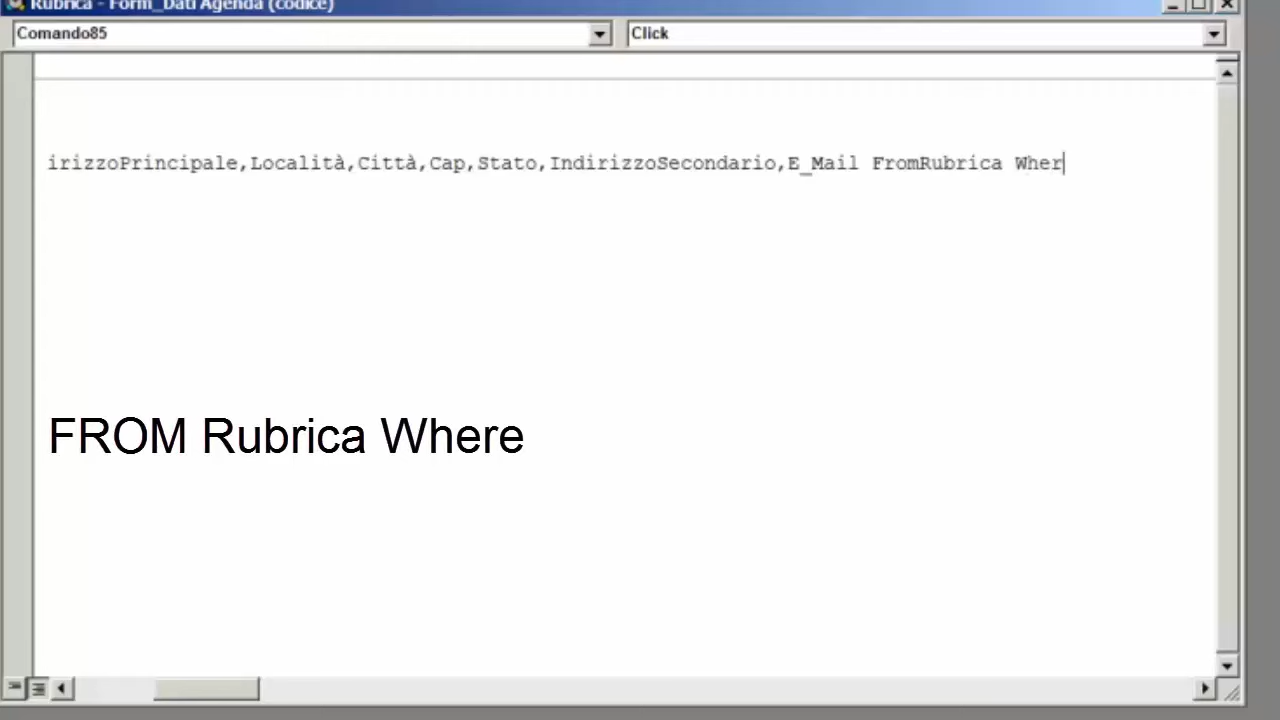 Rubrica - Form_Dati Agenda (codice)
Comando85
Click
irizzoPrincipale,Località,Città,Cap,Stato,IndirizzoSecondario,E_Mail FromRubrica Wher
FROM Rubrica Where